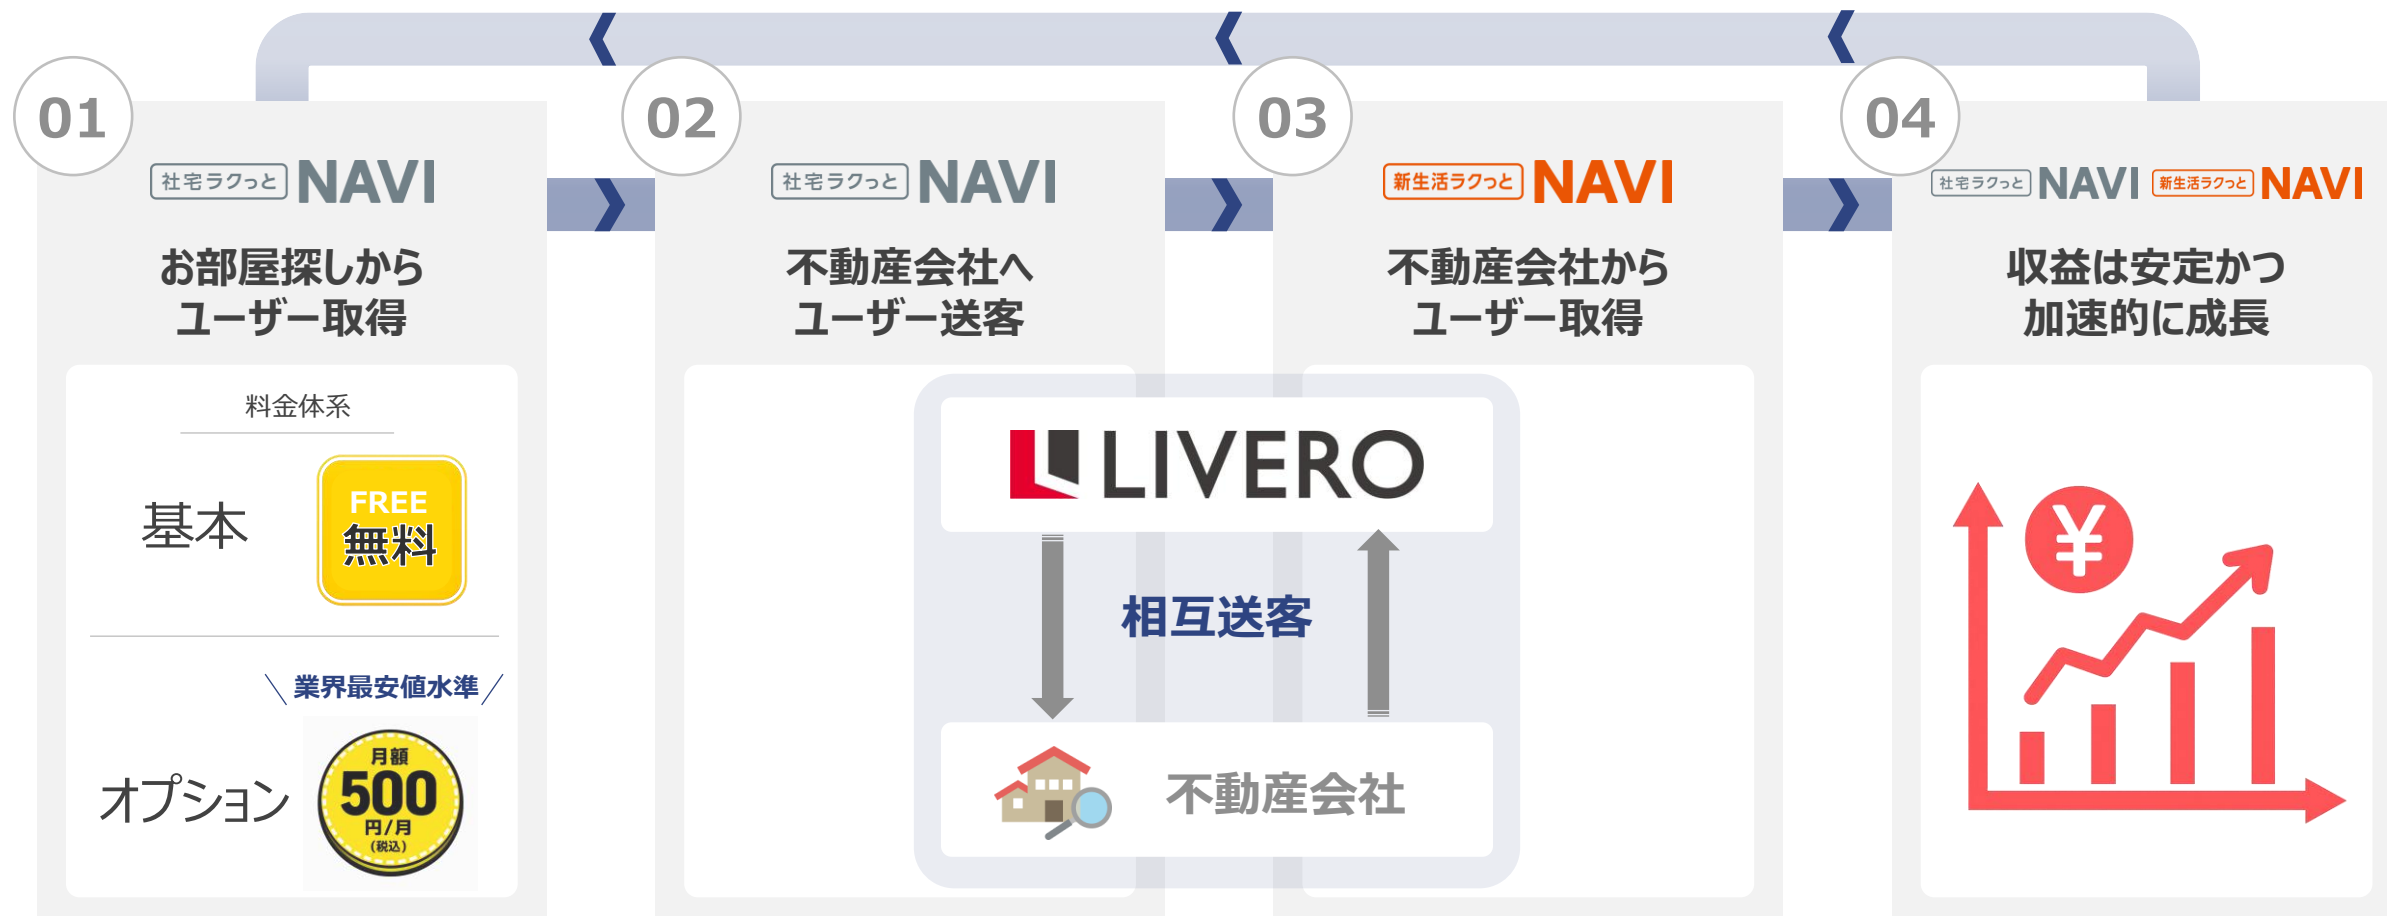 01
社宅ラクっと NAVI
お部屋探しから
ユーザー取得
料金体系
基本
FREE
無料
業界最安値水準
オプション
月額
500
円/月
(税込)
02
社宅ラクっと NAVI
不動産会社へ
ユーザー送客
03
新生活ラクっと NAVI
不動産会社から
ユーザー取得
LIVERO
相互送客
不動産会社
04
社宅ラクっと NAVI 新生活ラクっと NAVI
収益は安定かつ
加速的に成長
¥